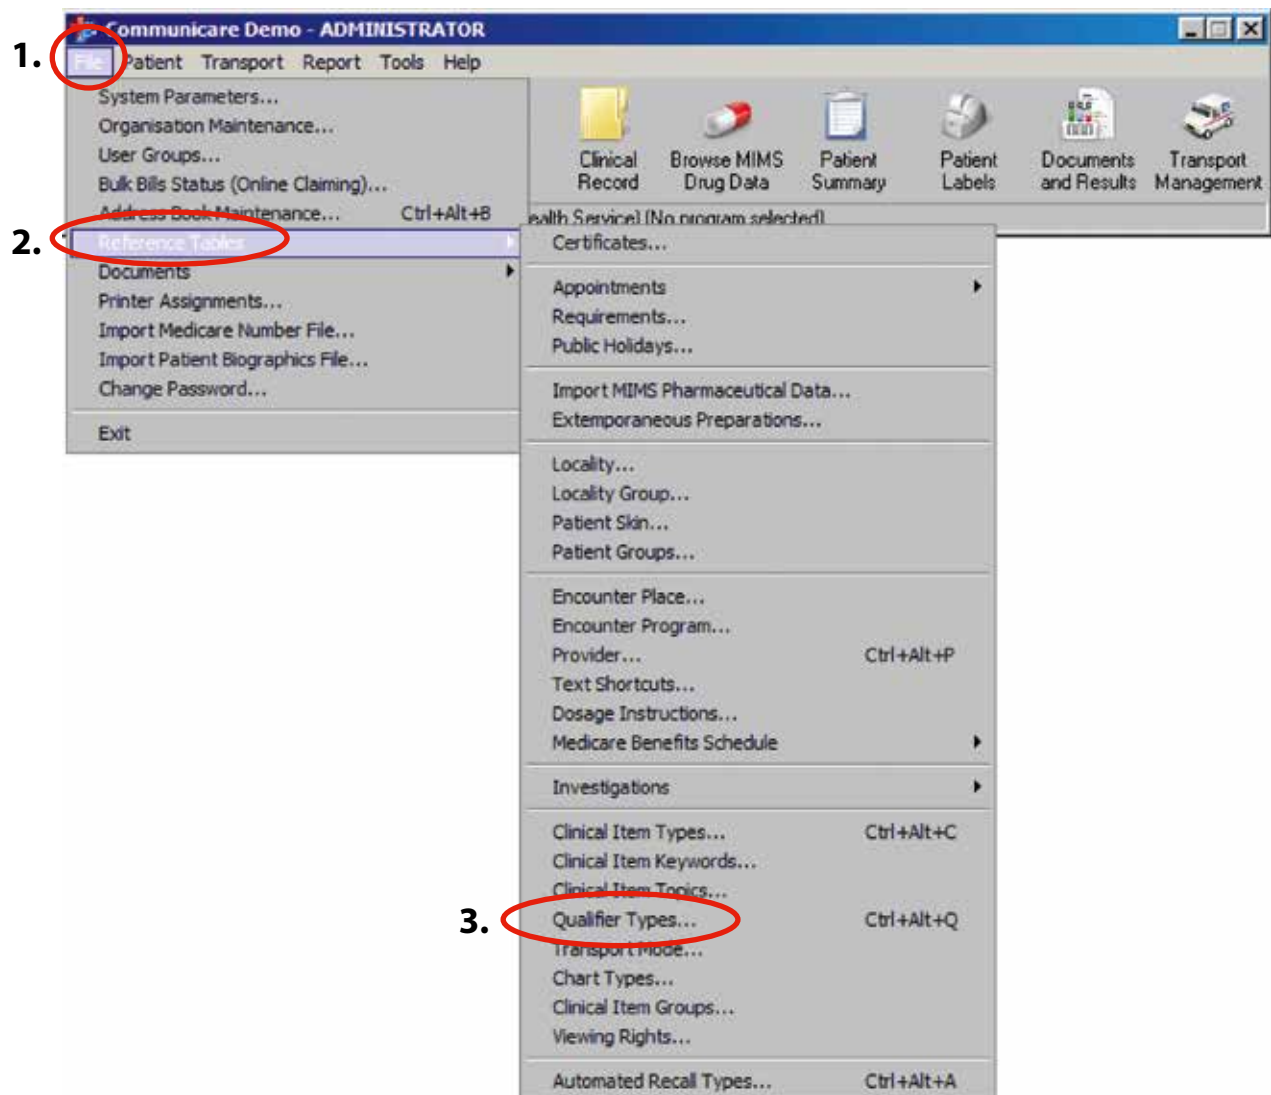 Communicare Demo - ADMINISTRATOR
1.
File Patient Transport Report Tools Help
System Parameters...
Organisation Maintenance...
User Groups...
Bulk Bills Status (Online Claiming)...
Address Book Maintenance... Ctrl+Alt+B
2.
Reference Tables
Documents
Printer Assignments...
Import Medicare Number File...
Import Patient Biographics File...
Change Password...
Exit
Clinical Record
Browse MIMS Drug Data
Patient Summary
Patient Labels
Documents and Results
Transport Management
ealth Service) (No program selected)
Certificates...
Appointments
Requirements...
Public Holidays...
Import MIMS Pharmaceutical Data...
Extemporaneous Preparations...
Locality...
Locality Group...
Patient Skin...
Patient Groups...
Encounter Place...
Encounter Program...
Provider... Ctrl+Alt+P
Text Shortcuts...
Dosage Instructions...
Medicare Benefits Schedule
Investigations
Clinical Item Types... Ctrl+Alt+C
Clinical Item Keywords...
Clinical Item Topics...
3.
Qualifier Types... Ctrl+Alt+Q
Transport Mode...
Chart Types...
Clinical Item Groups...
Viewing Rights...
Automated Recall Types... Ctrl+Alt+A